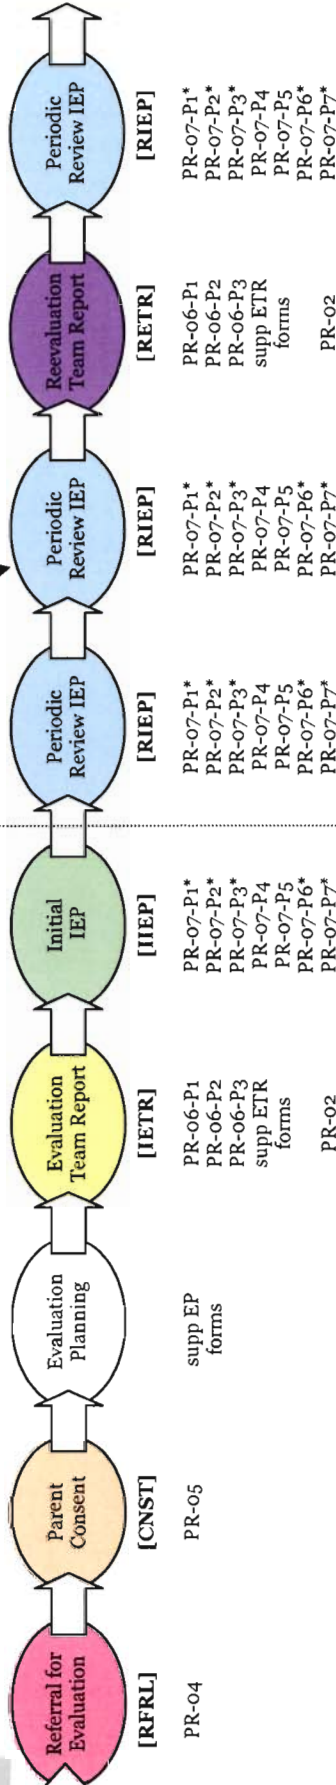 Referral for
Evaluation
[RFRL]
PR-04
Parent
Consent
[CNST]
PR-05
Evaluation
Planning
supp EP
forms
Evaluation
Team Report
[IETR]
PR-06-P1
PR-06-P2
PR-06-P3
supp ETR
forms
PR-02
Initial
IEP
[IIEP]
PR-07-P1*
PR-07-P2*
PR-07-P3*
PR-07-P4
PR-07-P5
PR-07-P6*
PR-07-P7*
Periodic
Review IEP
[RIEP]
PR-07-P1*
PR-07-P2*
PR-07-P3*
PR-07-P4
PR-07-P5
PR-07-P6*
PR-07-P7*
Periodic
Review IEP
[RIEP]
PR-07-P1*
PR-07-P2*
PR-07-P3*
PR-07-P4
PR-07-P5
PR-07-P6*
PR-07-P7*
Reevaluation
Team Report
[RETR]
PR-06-P1
PR-06-P2
PR-06-P3
supp ETR
forms
PR-02
Periodic
Review IEP
[RIEP]
PR-07-P1*
PR-07-P2*
PR-07-P3*
PR-07-P4
PR-07-P5
PR-07-P6*
PR-07-P7*